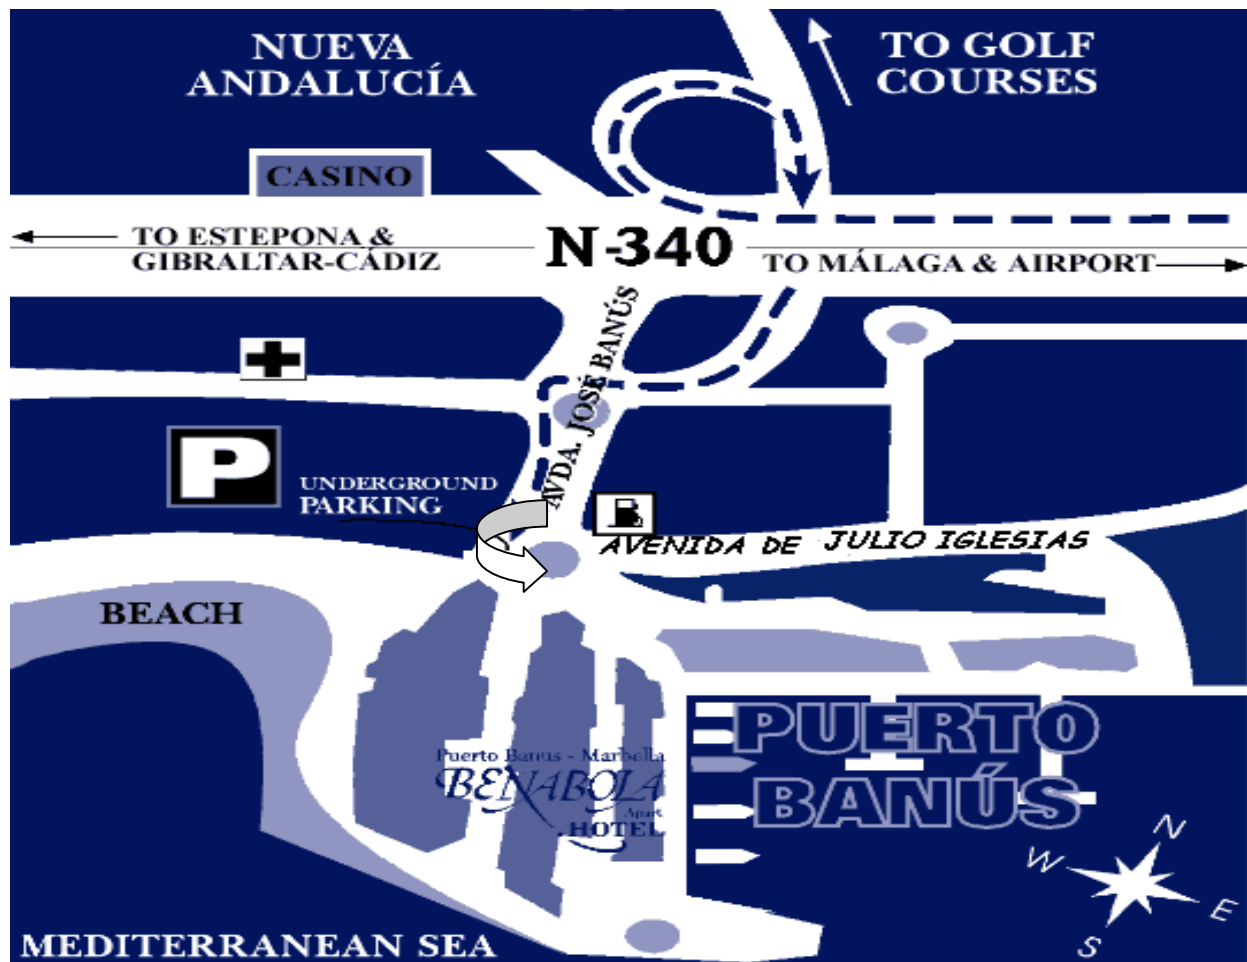 NUEVA
ANDALUCÍA
TO GOLF
COURSES
CASINO
TO ESTEPONA &
GIBRALTAR-CÁDIZ
N-340
TO MÁLAGA & AIRPORT
AVDA. JOSÉ BANÚS
P
UNDERGROUND
PARKING
AVENIDA DE JULIO IGLESIAS
BEACH
Puerto Banus - Marbella
BENABOLA
Apart
HOTEL
PUERTO
BANÚS
N
W
E
S
MEDITERRANEAN SEA